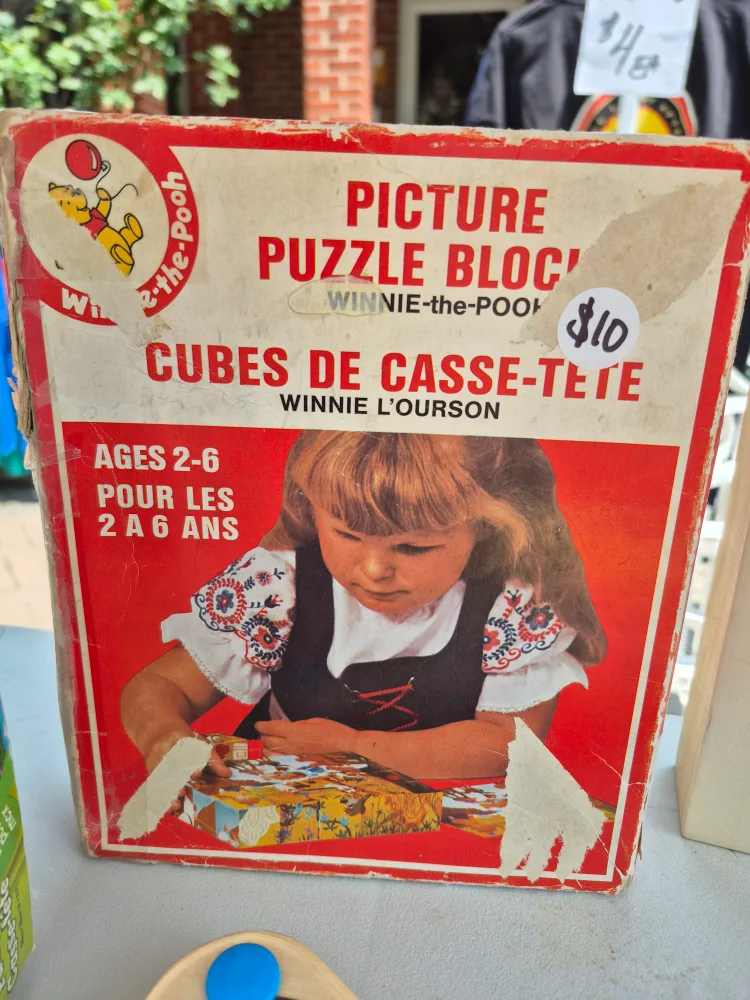 $4
Winnie-the-Pooh
PICTURE
PUZZLE BLOC
WINNIE-the-POOH
$10
CUBES DE CASSE-TETE
WINNIE L'OURSON
AGES 2-6
POUR LES
2 A 6 ANS